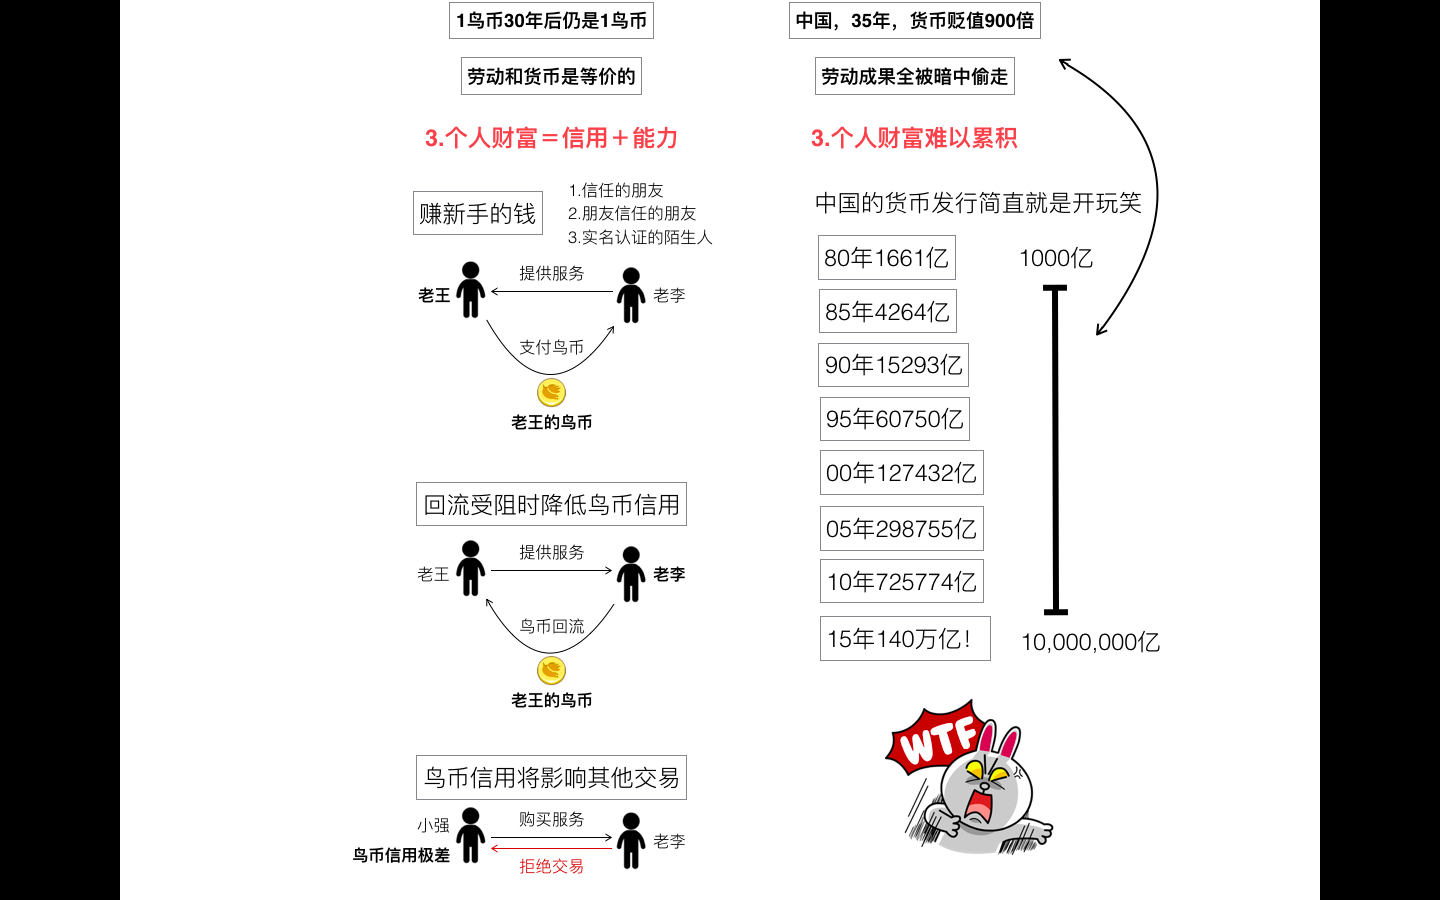 1鸟币30年后仍是1鸟币
劳动和货币是等价的
3.个人财富＝信用＋能力
赚新手的钱
1.信任的朋友
2.朋友信任的朋友
3.实名认证的陌生人
提供服务
老王
老李
支付鸟币
老王的鸟币
回流受阻时降低鸟币信用
提供服务
老王
老李
鸟币回流
老王的鸟币
鸟币信用将影响其他交易
小强
购买服务
老李
鸟币信用极差
拒绝交易
中国，35年，货币贬值900倍
劳动成果全被暗中偷走
3.个人财富难以累积
中国的货币发行简直就是开玩笑
80年1661亿
1000亿
85年4264亿
90年15293亿
95年60750亿
00年127432亿
05年298755亿
10年725774亿
15年140万亿！
10,000,000亿
WTF